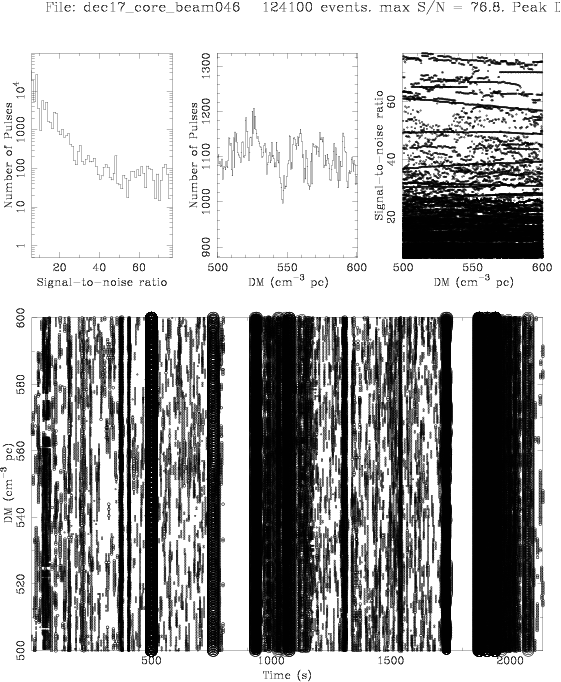 File: dec17_core_beam046 124100 events. max S/N = 76.8. Peak
Number of Pulses
1 10 100 1000 10⁴
20 40 60
Signal-to-noise ratio
Number of Pulses
900 1000 1100 1200 1300
500 550 600
DM (cm⁻³ pc)
Signal-to-noise ratio
20 40 60
500 550 600
DM (cm⁻³ pc)
DM (cm⁻³ pc)
500 520 540 560 580 600
500 1000 1500 2000
Time (s)